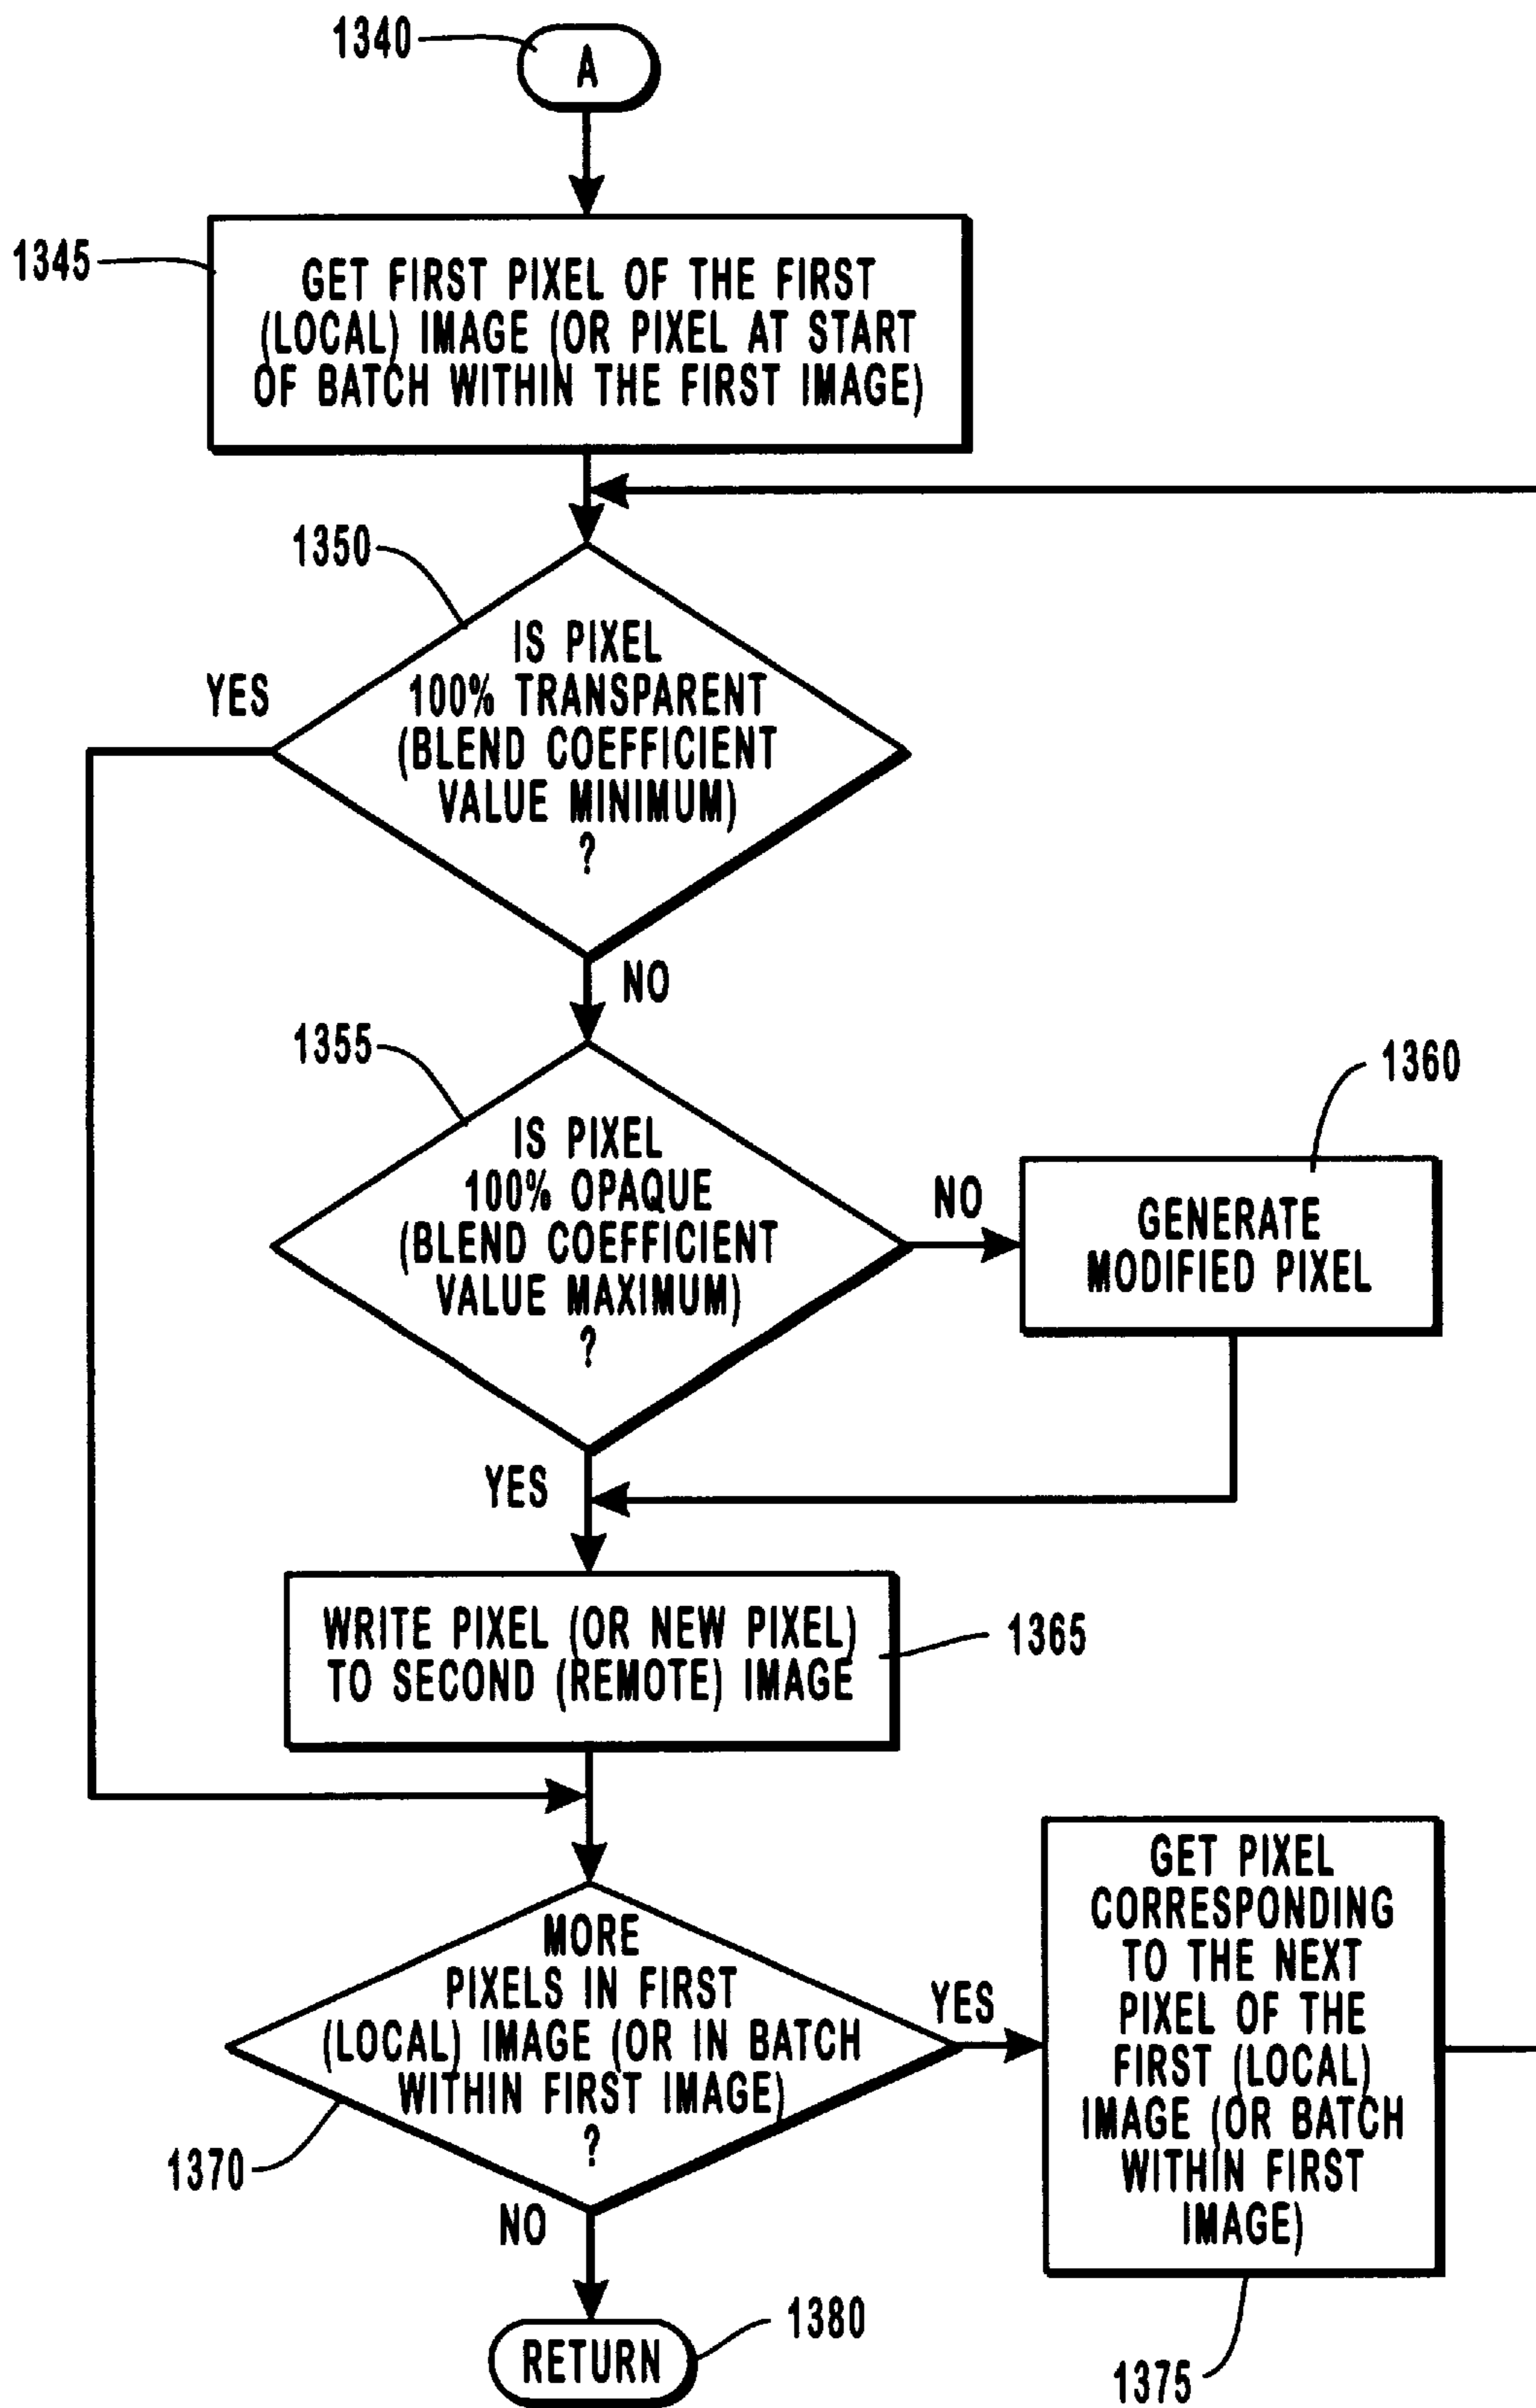 1340
A
1345
GET FIRST PIXEL OF THE FIRST
(LOCAL) IMAGE (OR PIXEL AT START
OF BATCH WITHIN THE FIRST IMAGE)
1350
IS PIXEL
100% TRANSPARENT
(BLEND COEFFICIENT
VALUE MINIMUM)
?
YES
NO
1355
IS PIXEL
100% OPAQUE
(BLEND COEFFICIENT
VALUE MAXIMUM)
?
NO
1360
GENERATE
MODIFIED PIXEL
YES
WRITE PIXEL (OR NEW PIXEL)
TO SECOND (REMOTE) IMAGE
1365
MORE
PIXELS IN FIRST
(LOCAL) IMAGE (OR IN BATCH
WITHIN FIRST IMAGE)
?
1370
YES
GET PIXEL
CORRESPONDING
TO THE NEXT
PIXEL OF THE
FIRST (LOCAL)
IMAGE (OR BATCH
WITHIN FIRST
IMAGE)
1375
NO
RETURN
1380